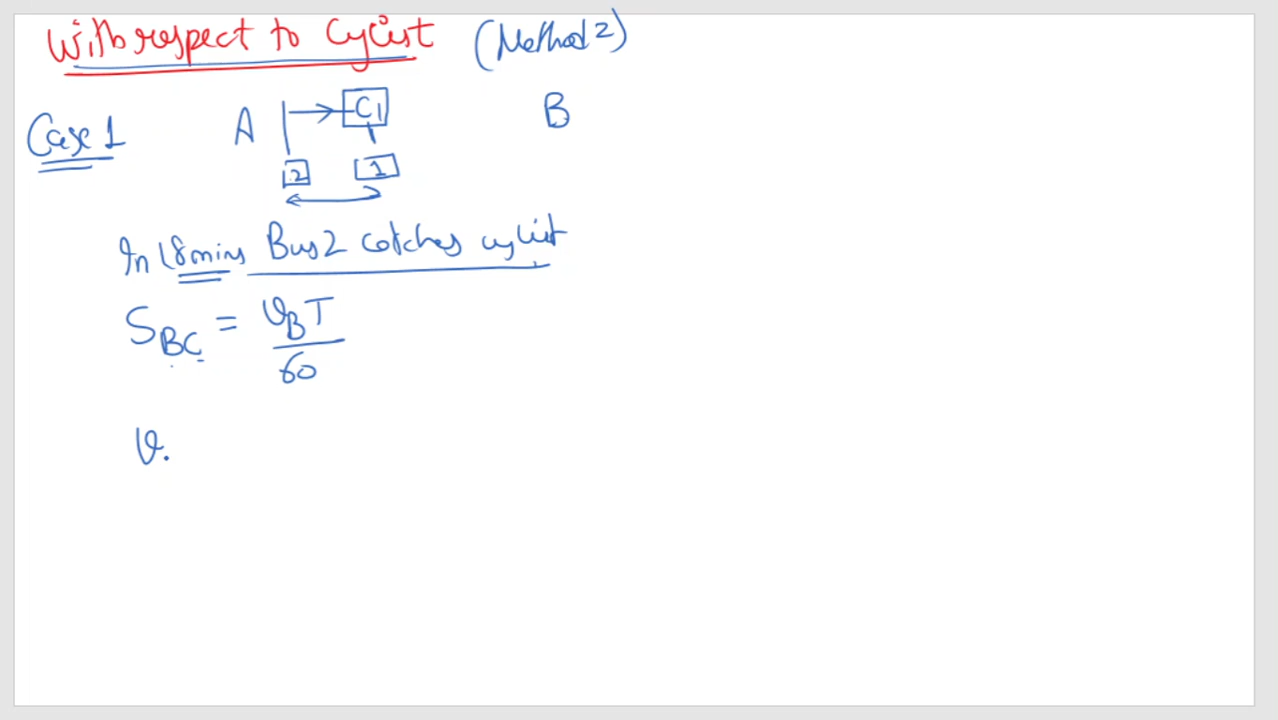 With respect to Cyclist (Method 2)
Case 1 A C1 B
2 1
In 18 mins Bus 2 catches cyclist
S_BC = v_B T / 60
v.